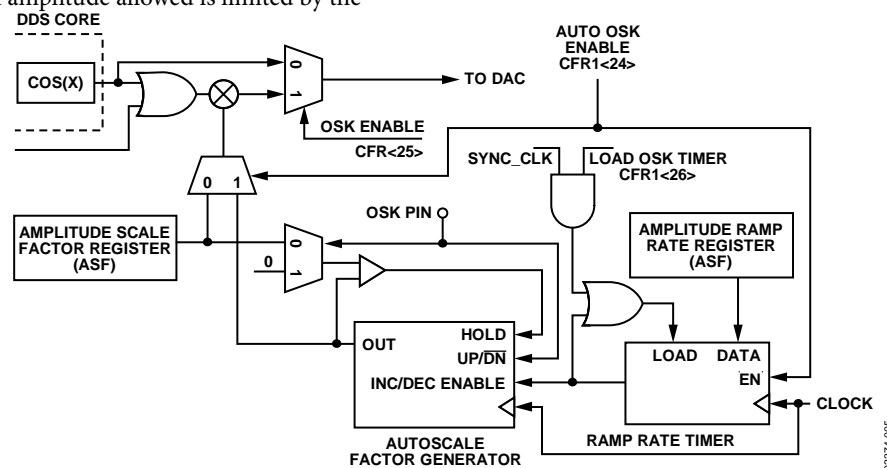 amplitude allowed is limited by the
DDS CORE
COS(X)
0
1
TO DAC
OSK ENABLE
CFR<25>
AUTO OSK
ENABLE
CFR1<24>
SYNC_CLK
LOAD OSK TIMER
CFR1<26>
0 1
OSK PIN
AMPLITUDE SCALE
FACTOR REGISTER
(ASF)
0
0
1
AMPLITUDE RAMP
RATE REGISTER
(ASF)
OUT
HOLD
UP/DN
INC/DEC ENABLE
LOAD DATA
EN
CLOCK
RAMP RATE TIMER
AUTOSCALE
FACTOR GENERATOR